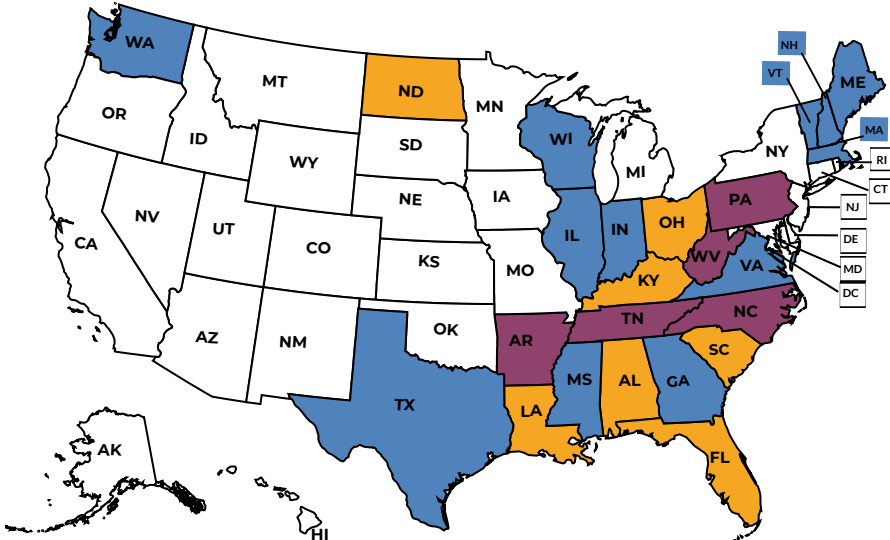 WA
NH
VT
ME
MT
ND
MN
OR
WI
MA
ID
SD
NY
RI
WY
MI
CT
IA
PA
NE
NJ
NV
UT
OH
IL
IN
DE
CA
CO
WV
KS
VA
MD
MO
KY
DC
NC
TN
OK
AZ
NM
AR
SC
MS
AL
GA
TX
LA
AK
FL
HI